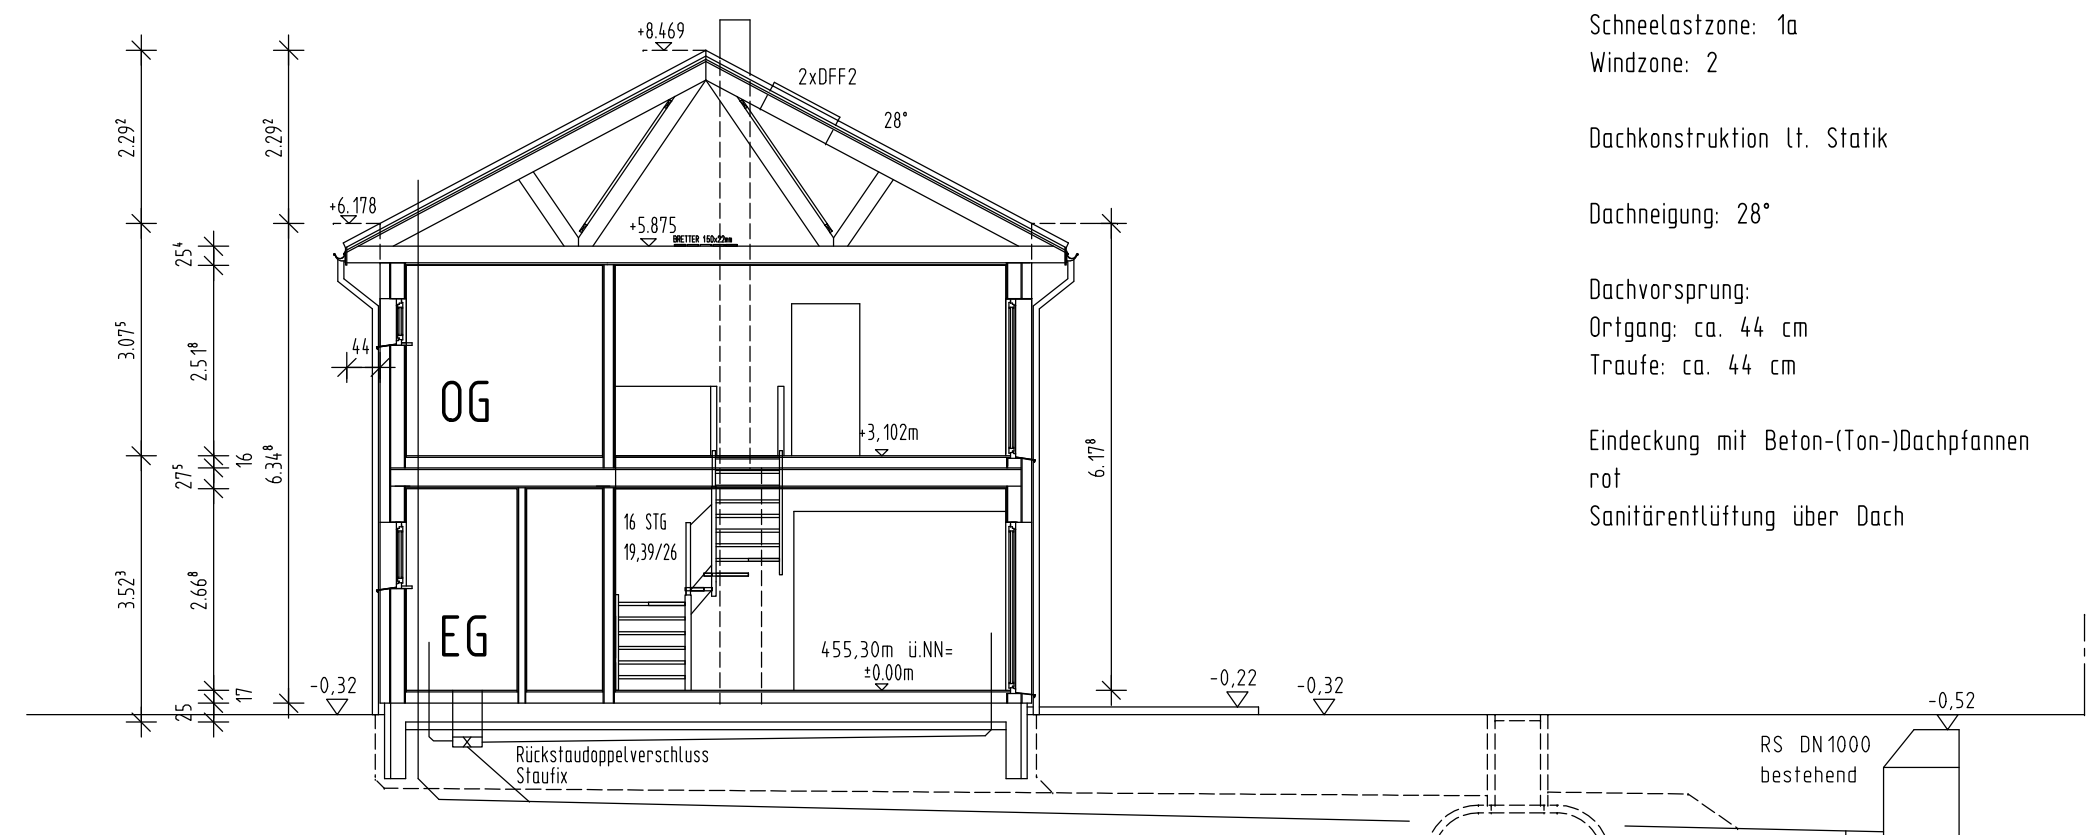 Schneelastzone: 1a
Windzone: 2
Dachkonstruktion lt. Statik
Dachneigung: 28°
Dachvorsprung:
Ortgang: ca. 44 cm
Traufe: ca. 44 cm
Eindeckung mit Beton-(Ton-)Dachpfannen
rot
Sanitärentlüftung über Dach
+8.469
2xDFF2
28°
2.29²
2.29²
+6.178
+5.875
BRETTER 150x22mm
25⁴
3.07⁵
2.51⁸
44
OG
+3,102m
16
27⁵
6.34⁸
6.17⁸
16 STG
19,39/26
3.52³
2.66⁸
EG
455,30m ü.NN=
±0.00m
-0,32
17
25
-0,22
-0,32
-0,52
Rückstaudoppelverschluss
Staufix
RS DN1000
bestehend